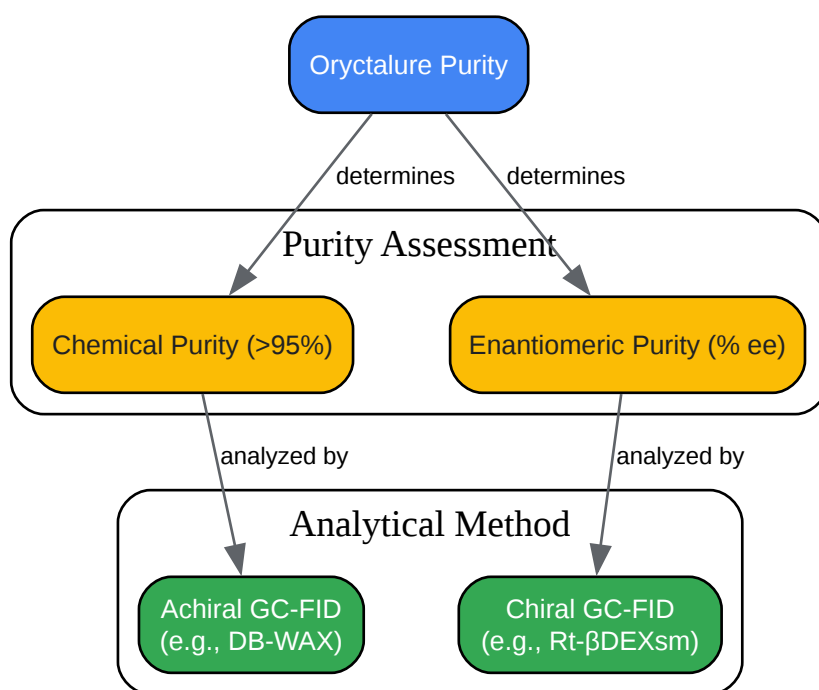 Oryctalure Purity
determines
determines
Purity Assessment
Chemical Purity (>95%)
Enantiomeric Purity (% ee)
analyzed by
analyzed by
Analytical Method
Achiral GC-FID
(e.g., DB-WAX)
Chiral GC-FID
(e.g., Rt-βDEXsm)